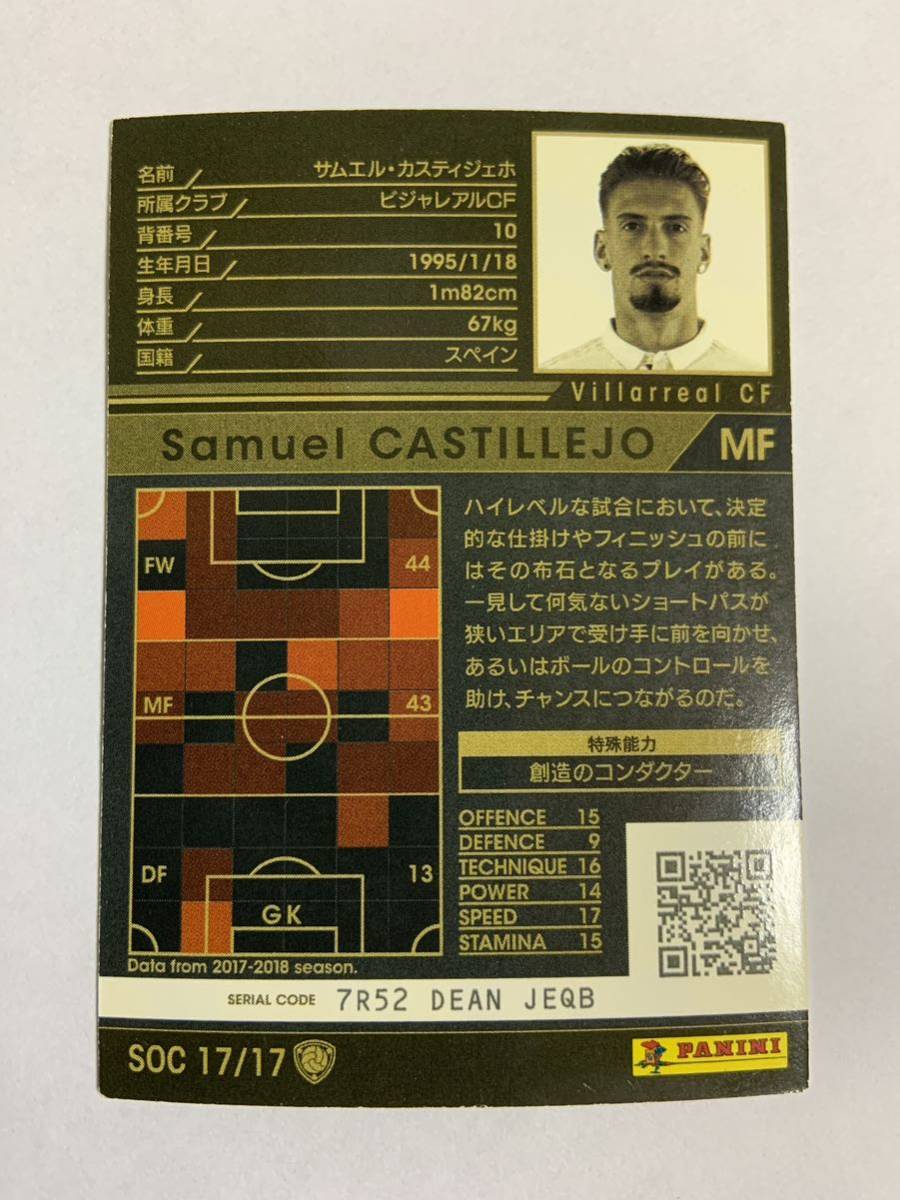 名前 サムエル・カスティジェホ
所属クラブ ビジャレアルCF
背番号 10
生年月日 1995/1/18
身長 1m82cm
体重 67kg
国籍 スペイン
Villarreal CF
Samuel CASTILLEJO MF
FW 44
MF 43
DF 13
GK
Data from 2017-2018 season.
ハイレベルな試合において、決定
的な仕掛けやフィニッシュの前に
はその布石となるプレイがある。
一見して何気ないショートパスが
狭いエリアで受け手に前を向かせ、
あるいはボールのコントロールを
助け、チャンスにつながるのだ。
特殊能力
創造のコンダクター
OFFENCE 15
DEFENCE 9
TECHNIQUE 16
POWER 14
SPEED 17
STAMINA 15
SERIAL CODE 7R52 DEAN JEQB
SOC 17/17
PANINI